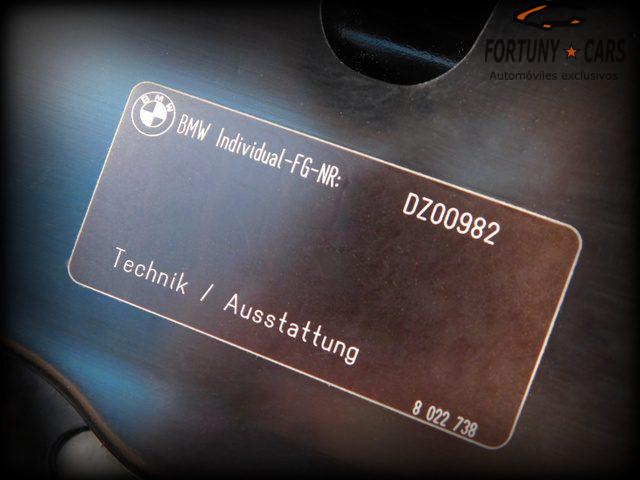 FORTUNY ★ CARS
Automóviles exclusivos
BMW
BMW Individual-FG-NR:
DZ00982
Technik / Ausstattung
8 022 738